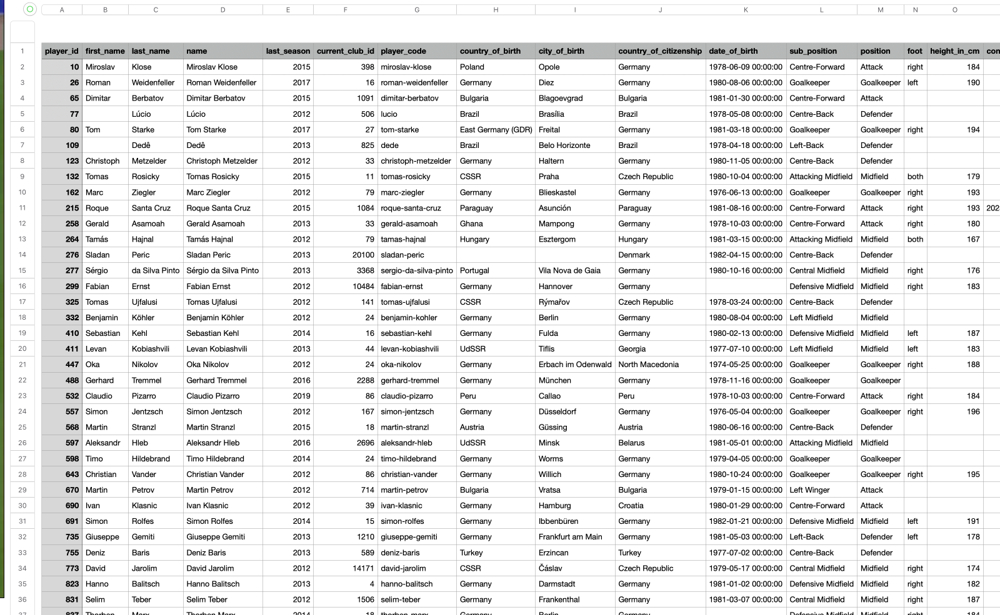 A B C D E F G H I J K L M N O
1 player_id first_name last_name name last_season current_club_id player_code country_of_birth city_of_birth country_of_citizenship date_of_birth sub_position position foot height_in_cm con
2 10 Miroslav Klose Miroslav Klose 2015 398 miroslav-klose Poland Opole Germany 1978-06-09 00:00:00 Centre-Forward Attack right 184
3 26 Roman Weidenfeller Roman Weidenfeller 2017 16 roman-weidenfeller Germany Diez Germany 1980-08-06 00:00:00 Goalkeeper Goalkeeper left 190
4 65 Dimitar Berbatov Dimitar Berbatov 2015 1091 dimitar-berbatov Bulgaria Blagoevgrad Bulgaria 1981-01-30 00:00:00 Centre-Forward Attack
5 77 Lúcio Lúcio 2012 506 lucio Brazil Brasília Brazil 1978-05-08 00:00:00 Centre-Back Defender
6 80 Tom Starke Tom Starke 2017 27 tom-starke East Germany (GDR) Freital Germany 1981-03-18 00:00:00 Goalkeeper Goalkeeper right 194
7 109 Dedê Dedê 2013 825 dede Brazil Belo Horizonte Brazil 1978-04-18 00:00:00 Left-Back Defender
8 123 Christoph Metzelder Christoph Metzelder 2012 33 christoph-metzelder Germany Haltern Germany 1980-11-05 00:00:00 Centre-Back Defender
9 132 Tomas Rosicky Tomas Rosicky 2015 11 tomas-rosicky CSSR Praha Czech Republic 1980-10-04 00:00:00 Attacking Midfield Midfield both 179
10 162 Marc Ziegler Marc Ziegler 2012 79 marc-ziegler Germany Blieskastel Germany 1976-06-13 00:00:00 Goalkeeper Goalkeeper right 193
11 215 Roque Santa Cruz Roque Santa Cruz 2015 1084 roque-santa-cruz Paraguay Asunción Paraguay 1981-08-16 00:00:00 Centre-Forward Attack right 193 202
12 258 Gerald Asamoah Gerald Asamoah 2013 33 gerald-asamoah Ghana Mampong Germany 1978-10-03 00:00:00 Centre-Forward Attack right 180
13 264 Tamás Hajnal Tamás Hajnal 2012 79 tamas-hajnal Hungary Esztergom Hungary 1981-03-15 00:00:00 Attacking Midfield Midfield both 167
14 276 Sladan Peric Sladan Peric 2013 20100 sladan-peric Denmark 1982-04-15 00:00:00 Centre-Back Defender
15 277 Sérgio da Silva Pinto Sérgio da Silva Pinto 2013 3368 sergio-da-silva-pinto Portugal Vila Nova de Gaia Germany 1980-10-16 00:00:00 Central Midfield Midfield right 176
16 299 Fabian Ernst Fabian Ernst 2012 10484 fabian-ernst Germany Hannover Germany Defensive Midfield Midfield right 183
17 325 Tomas Ujfalusi Tomas Ujfalusi 2012 141 tomas-ujfalusi CSSR Rýmařov Czech Republic 1978-03-24 00:00:00 Centre-Back Defender
18 332 Benjamin Köhler Benjamin Köhler 2012 24 benjamin-kohler Germany Berlin Germany 1980-08-04 00:00:00 Left Midfield Midfield
19 410 Sebastian Kehl Sebastian Kehl 2014 16 sebastian-kehl Germany Fulda Germany 1980-02-13 00:00:00 Defensive Midfield Midfield left 187
20 411 Levan Kobiashvili Levan Kobiashvili 2013 44 levan-kobiashvili UdSSR Tiflis Georgia 1977-07-10 00:00:00 Left Midfield Midfield left 183
21 447 Oka Nikolov Oka Nikolov 2012 24 oka-nikolov Germany Erbach im Odenwald North Macedonia 1974-05-25 00:00:00 Goalkeeper Goalkeeper right 188
22 488 Gerhard Tremmel Gerhard Tremmel 2016 2288 gerhard-tremmel Germany München Germany 1978-11-16 00:00:00 Goalkeeper Goalkeeper
23 532 Claudio Pizarro Claudio Pizarro 2019 86 claudio-pizarro Peru Callao Peru 1978-10-03 00:00:00 Centre-Forward Attack right 184
24 557 Simon Jentzsch Simon Jentzsch 2012 167 simon-jentzsch Germany Düsseldorf Germany 1976-05-04 00:00:00 Goalkeeper Goalkeeper right 196
25 568 Martin Stranzl Martin Stranzl 2015 18 martin-stranzl Austria Güssing Austria 1980-06-16 00:00:00 Centre-Back Defender
26 597 Aleksandr Hleb Aleksandr Hleb 2016 2696 aleksandr-hleb UdSSR Minsk Belarus 1981-05-01 00:00:00 Attacking Midfield Midfield
27 598 Timo Hildebrand Timo Hildebrand 2014 24 timo-hildebrand Germany Worms Germany 1979-04-05 00:00:00 Goalkeeper Goalkeeper
28 643 Christian Vander Christian Vander 2012 86 christian-vander Germany Willich Germany 1980-10-24 00:00:00 Goalkeeper Goalkeeper right 195
29 670 Martin Petrov Martin Petrov 2012 714 martin-petrov Bulgaria Vratsa Bulgaria 1979-01-15 00:00:00 Left Winger Attack
30 690 Ivan Klasnic Ivan Klasnic 2012 39 ivan-klasnic Germany Hamburg Croatia 1980-01-29 00:00:00 Centre-Forward Attack
31 691 Simon Rolfes Simon Rolfes 2014 15 simon-rolfes Germany Ibbenbüren Germany 1982-01-21 00:00:00 Defensive Midfield Midfield left 191
32 735 Giuseppe Gemiti Giuseppe Gemiti 2013 1210 giuseppe-gemiti Germany Frankfurt am Main Germany 1981-05-03 00:00:00 Left-Back Defender left 178
33 755 Deniz Baris Deniz Baris 2013 589 deniz-baris Turkey Erzincan Turkey 1977-07-02 00:00:00 Centre-Back Defender
34 773 David Jarolim David Jarolim 2012 14171 david-jarolim CSSR Čáslav Czech Republic 1979-05-17 00:00:00 Central Midfield Midfield right 174
35 823 Hanno Balitsch Hanno Balitsch 2013 4 hanno-balitsch Germany Darmstadt Germany 1981-01-02 00:00:00 Defensive Midfield Midfield right 182
36 831 Selim Teber Selim Teber 2012 1506 selim-teber Germany Frankenthal Germany 1981-03-07 00:00:00 Central Midfield Midfield right 187
37 837 Thorben Marx Thorben Marx 2014 18 thorben-marx Germany Berlin Germany Defensive Midfield Midfield right 184